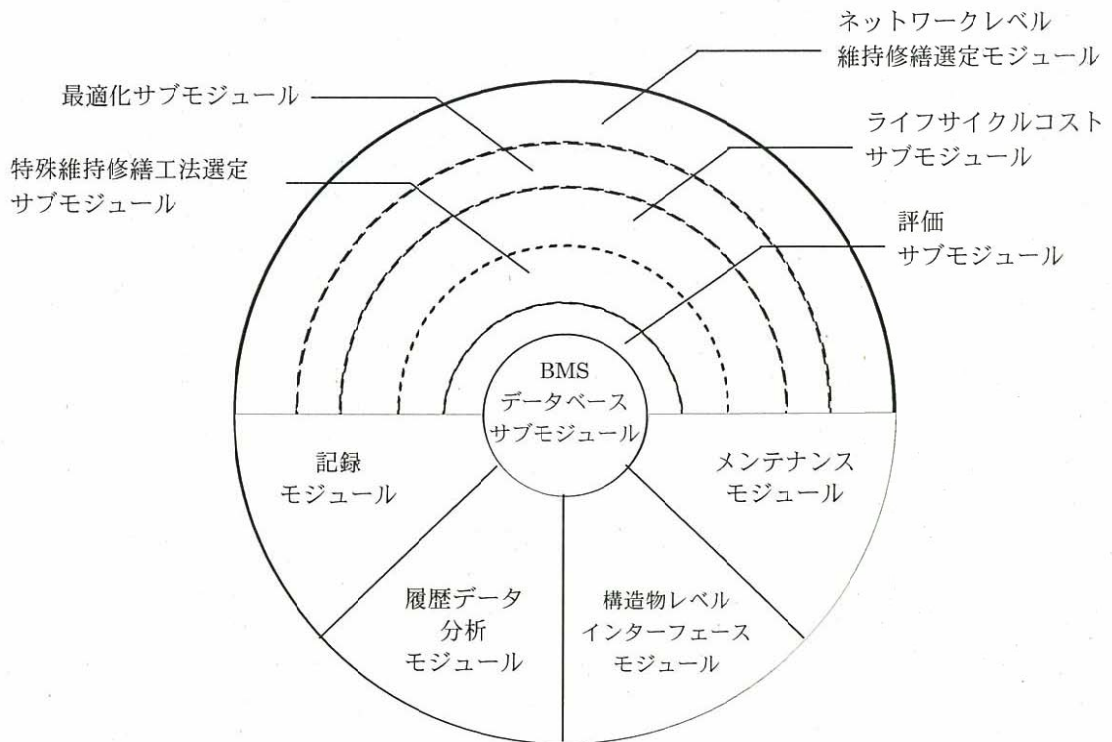 ネットワークレベル
維持修繕選定モジュール
最適化サブモジュール
ライフサイクルコスト
サブモジュール
特殊維持修繕工法選定
サブモジュール
評価
サブモジュール
BMS
データベース
サブモジュール
記録
モジュール
メンテナンス
モジュール
履歴データ
分析
モジュール
構造物レベル
インターフェース
モジュール